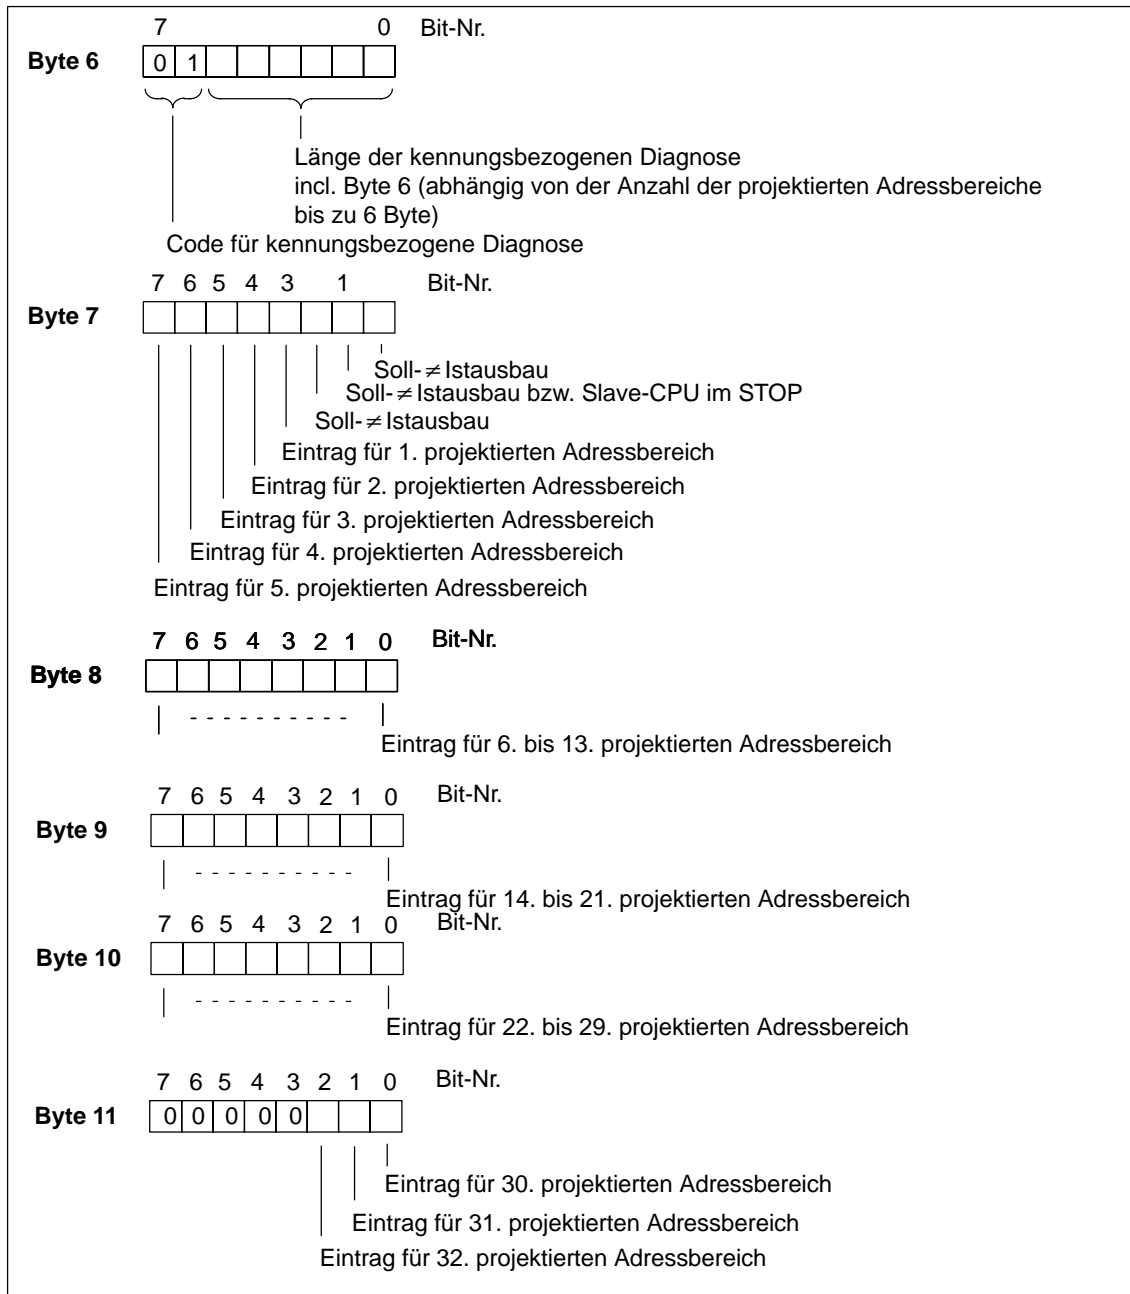 7 0 Bit-Nr.
Byte 6 0 1
Länge der kennungsbezogenen Diagnose
incl. Byte 6 (abhängig von der Anzahl der projektierten Adressbereiche
bis zu 6 Byte)
Code für kennungsbezogene Diagnose
7 6 5 4 3 1 Bit-Nr.
Byte 7
Soll-≠Istausbau
Soll-≠Istausbau bzw. Slave-CPU im STOP
Soll-≠Istausbau
Eintrag für 1. projektierten Adressbereich
Eintrag für 2. projektierten Adressbereich
Eintrag für 3. projektierten Adressbereich
Eintrag für 4. projektierten Adressbereich
Eintrag für 5. projektierten Adressbereich
7 6 5 4 3 2 1 0 Bit-Nr.
Byte 8
Eintrag für 6. bis 13. projektierten Adressbereich
7 6 5 4 3 2 1 0 Bit-Nr.
Byte 9
Eintrag für 14. bis 21. projektierten Adressbereich
7 6 5 4 3 2 1 0 Bit-Nr.
Byte 10
Eintrag für 22. bis 29. projektierten Adressbereich
7 6 5 4 3 2 1 0 Bit-Nr.
Byte 11 0 0 0 0 0
Eintrag für 30. projektierten Adressbereich
Eintrag für 31. projektierten Adressbereich
Eintrag für 32. projektierten Adressbereich